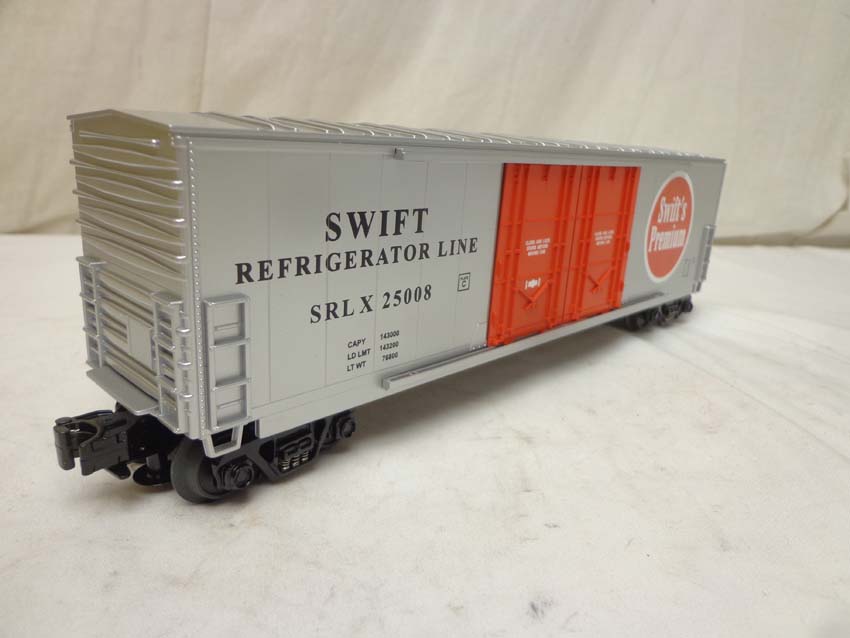 SWIFT
REFRIGERATOR LINE
SRLX 25008
C
CAPY 143000
LD LMT 143200
LT WT 76800
Swift's
Premium